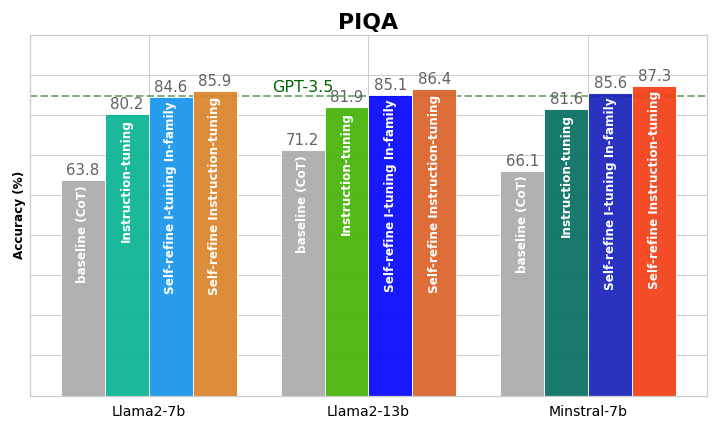 PIQA
Accuracy (%)
GPT-3.5
63.8
80.2
84.6
85.9
71.2
81.9
85.1
86.4
66.1
81.6
85.6
87.3
baseline (CoT)
Instruction-tuning
Self-refine I-tuning In-family
Self-refine Instruction-tuning
baseline (CoT)
Instruction-tuning
Self-refine I-tuning In-family
Self-refine Instruction-tuning
baseline (CoT)
Instruction-tuning
Self-refine I-tuning In-family
Self-refine Instruction-tuning
Llama2-7b
Llama2-13b
Minstral-7b